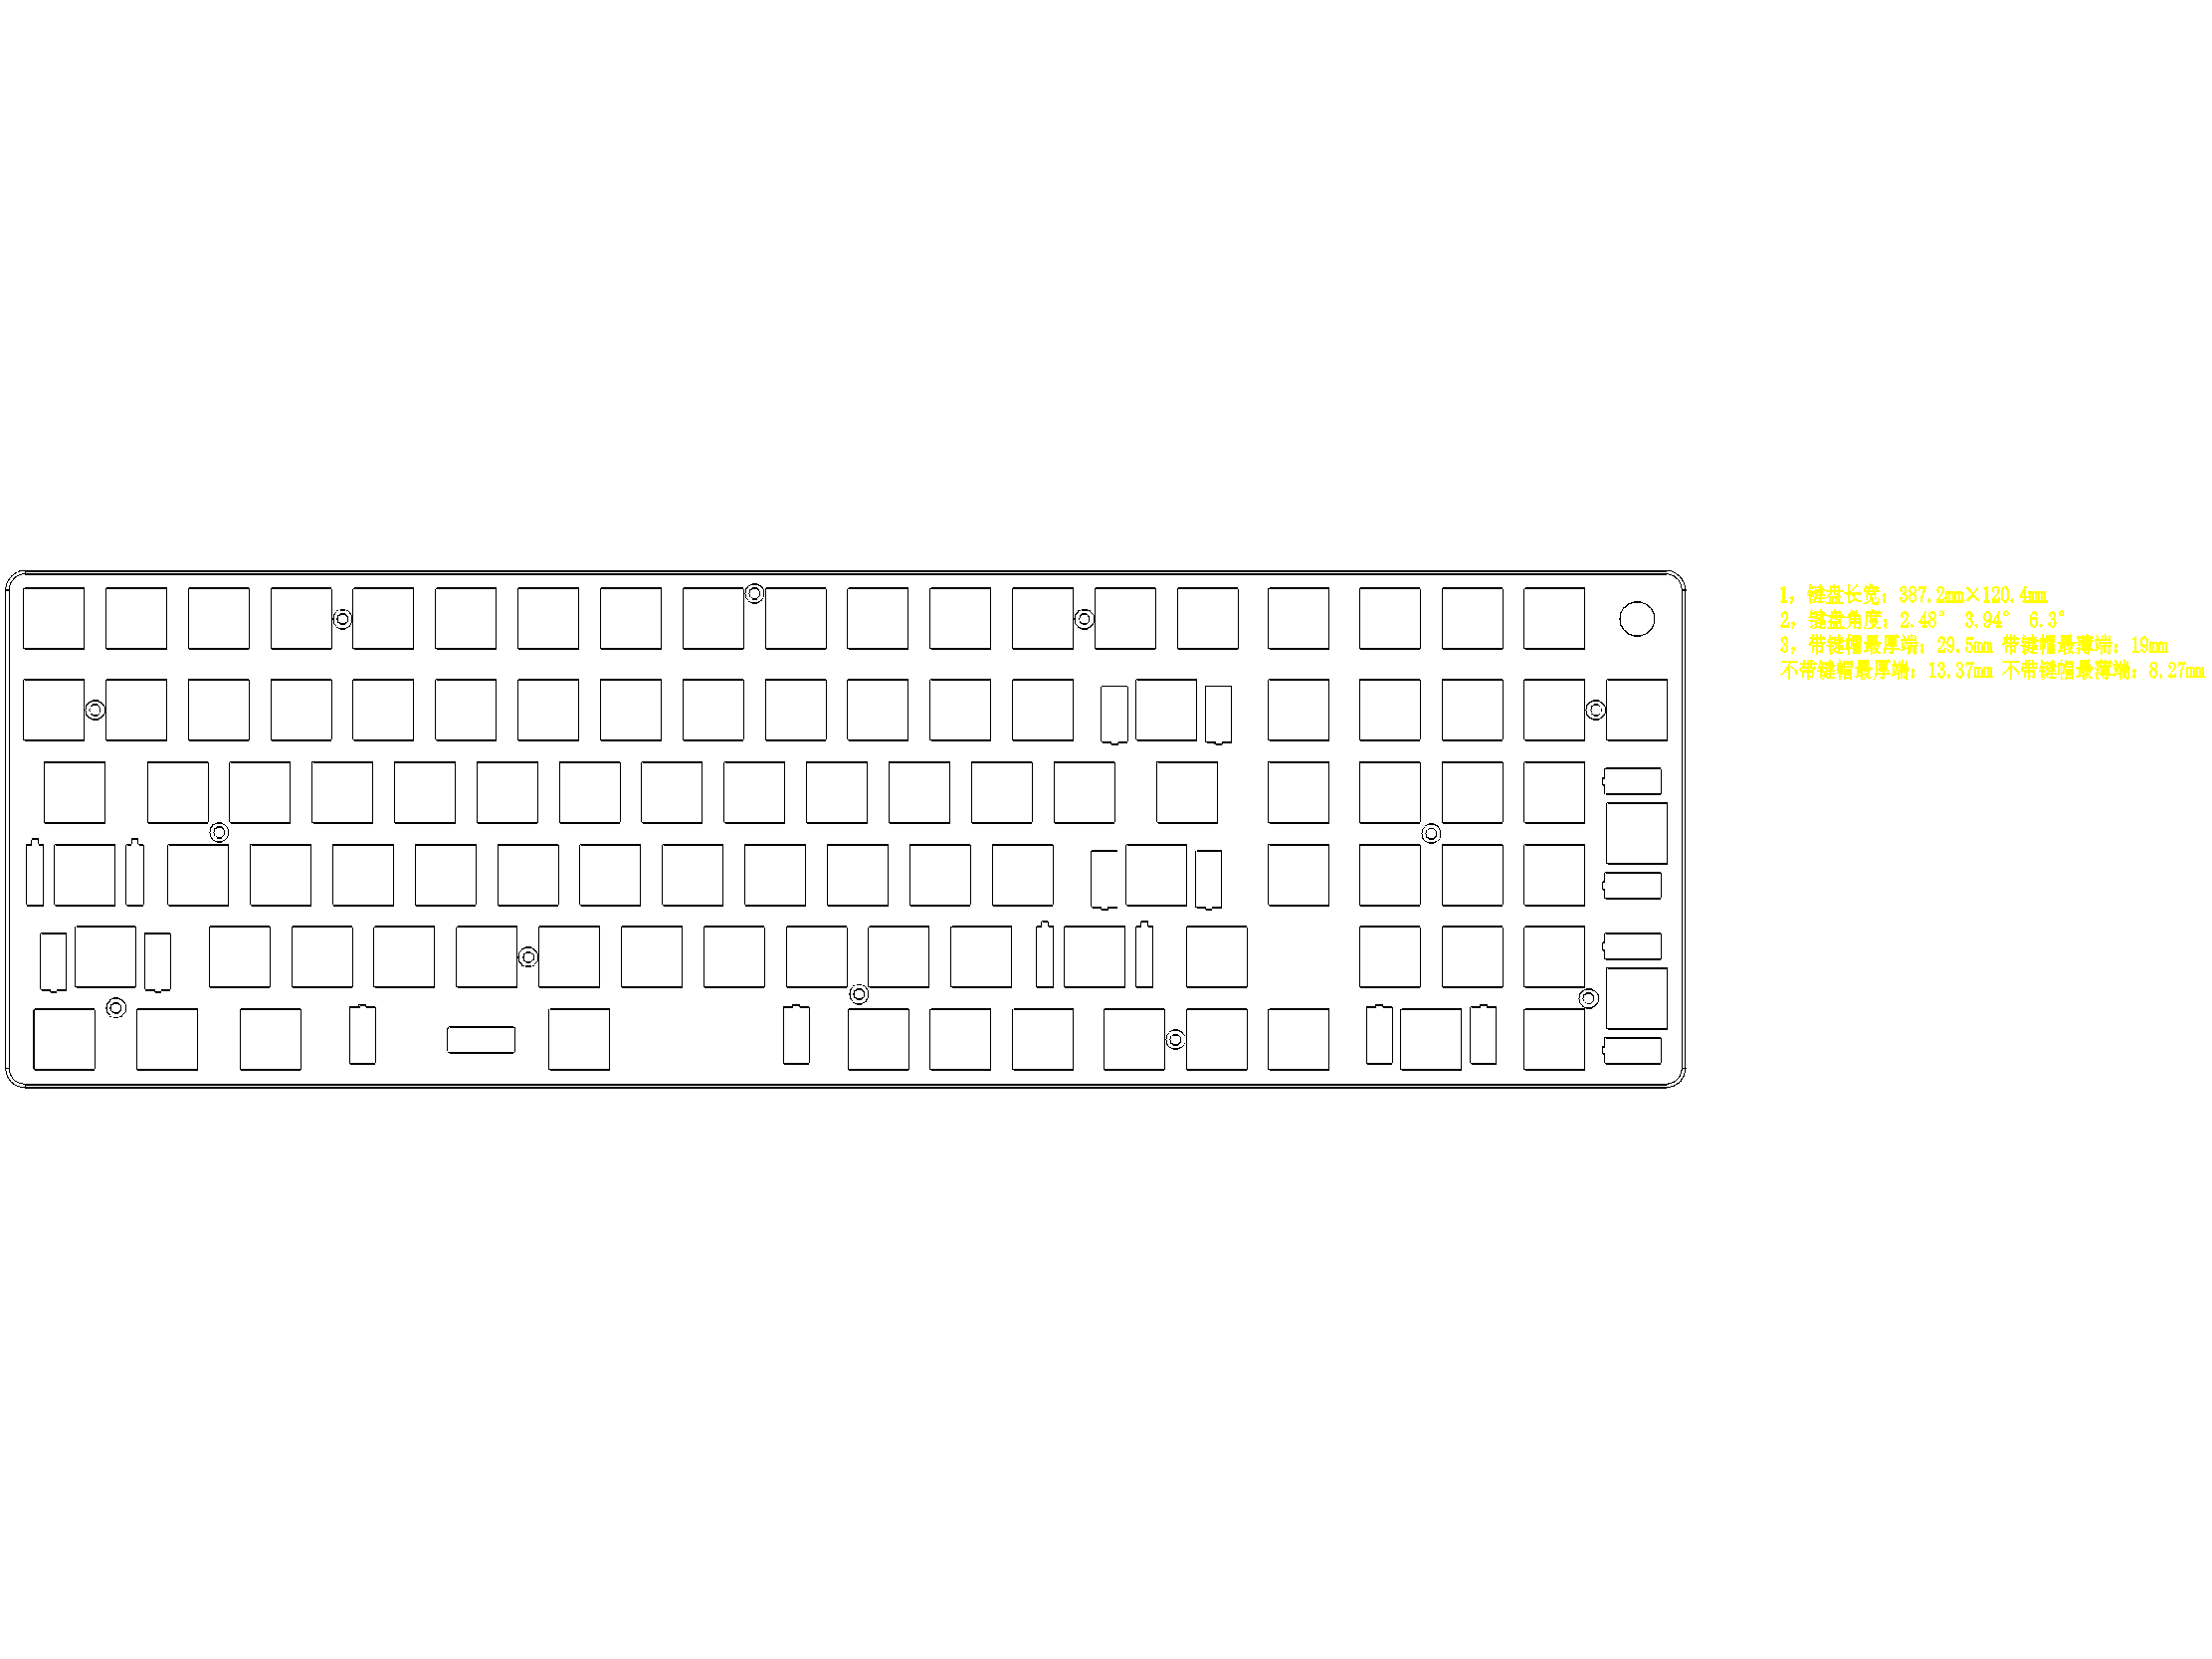 1，键盘长宽：387.2mm×120.4mm
2，键盘角度：2.48° 3.94° 6.3°
3，带键帽最厚端：29.5mm 带键帽最薄端：19mm
不带键帽最厚端：13.37mm 不带键帽最薄端：8.27mm